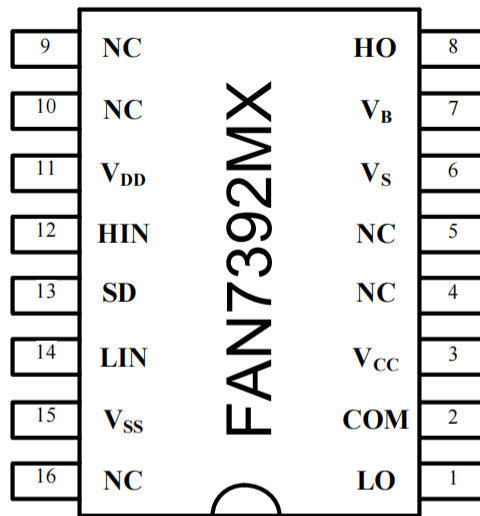 9 NC HO 8
10 NC VB 7
11 VDD VS 6
12 HIN NC 5
13 SD NC 4
14 LIN VCC 3
15 VSS COM 2
16 NC LO 1
FAN7392MX